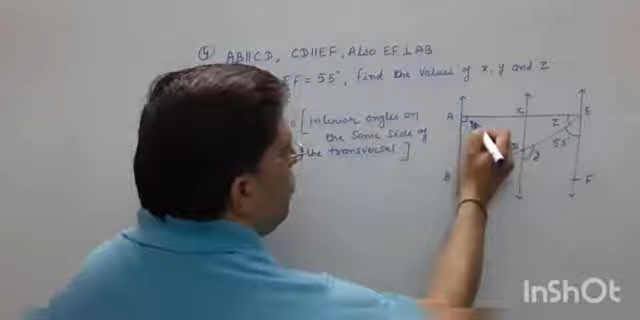 Q AB||CD, CD||EF, Also EF⊥AB
EF = 55°, find the values of x, y and z
[Interior angles on
the same side of
the transversal]
A
C
E
z
55°
D
y
B
F
InShOt